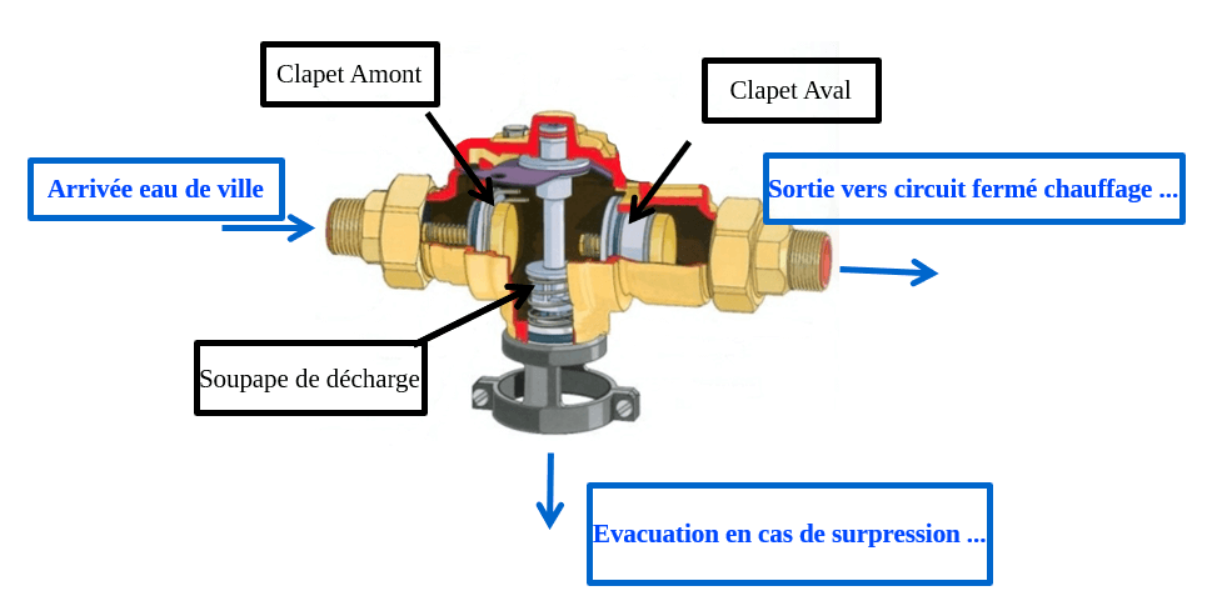 Clapet Amont
Clapet Aval
Arrivée eau de ville
Sortie vers circuit fermé chauffage ...
Soupape de décharge
Evacuation en cas de surpression ...